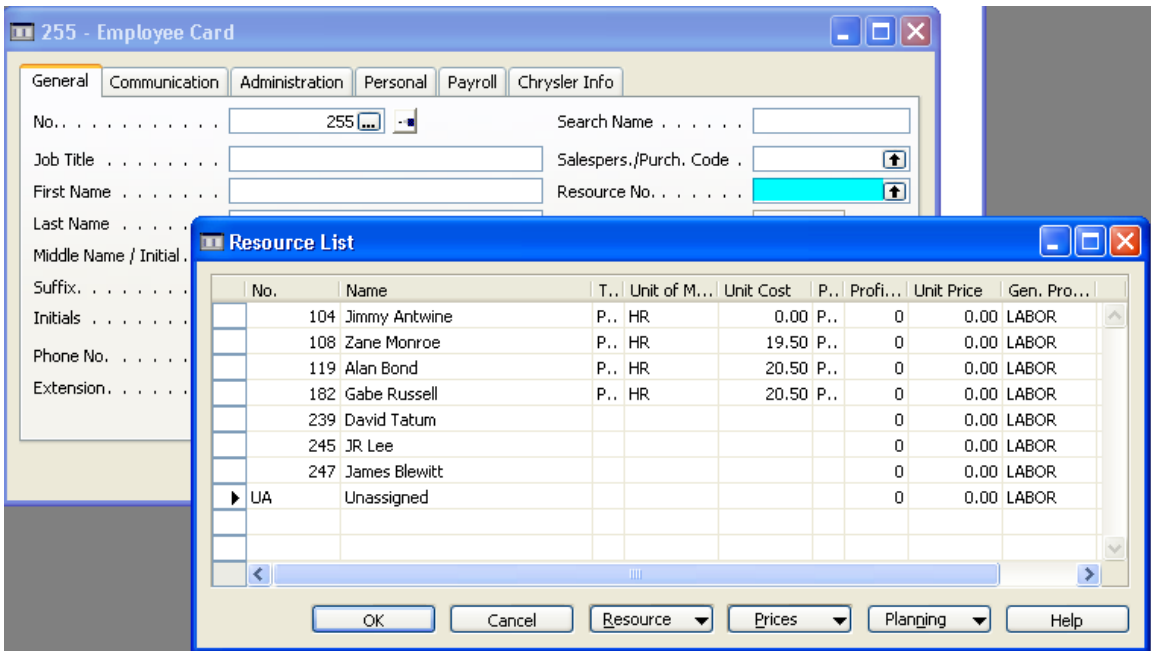 255 - Employee Card
General Communication Administration Personal Payroll Chrysler Info
No. . . . . . . . . . . . 255 ... Search Name . . . . . .
Job Title . . . . . . . . Salespers./Purch. Code .
First Name . . . . . . . Resource No. . . . . . .
Last Name . . . . . .
Middle Name / Initial .
Suffix. . . . . . . . .
Initials . . . . . . . .
Phone No. . . . . . .
Extension. . . . . . .
Resource List
No. Name T.. Unit of M... Unit Cost P.. Profi... Unit Price Gen. Pro...
104 Jimmy Antwine P.. HR 0.00 P.. 0 0.00 LABOR
108 Zane Monroe P.. HR 19.50 P.. 0 0.00 LABOR
119 Alan Bond P.. HR 20.50 P.. 0 0.00 LABOR
182 Gabe Russell P.. HR 20.50 P.. 0 0.00 LABOR
239 David Tatum 0 0.00 LABOR
245 JR Lee 0 0.00 LABOR
247 James Blewitt 0 0.00 LABOR
UA Unassigned 0 0.00 LABOR
OK Cancel Resource Prices Planning Help